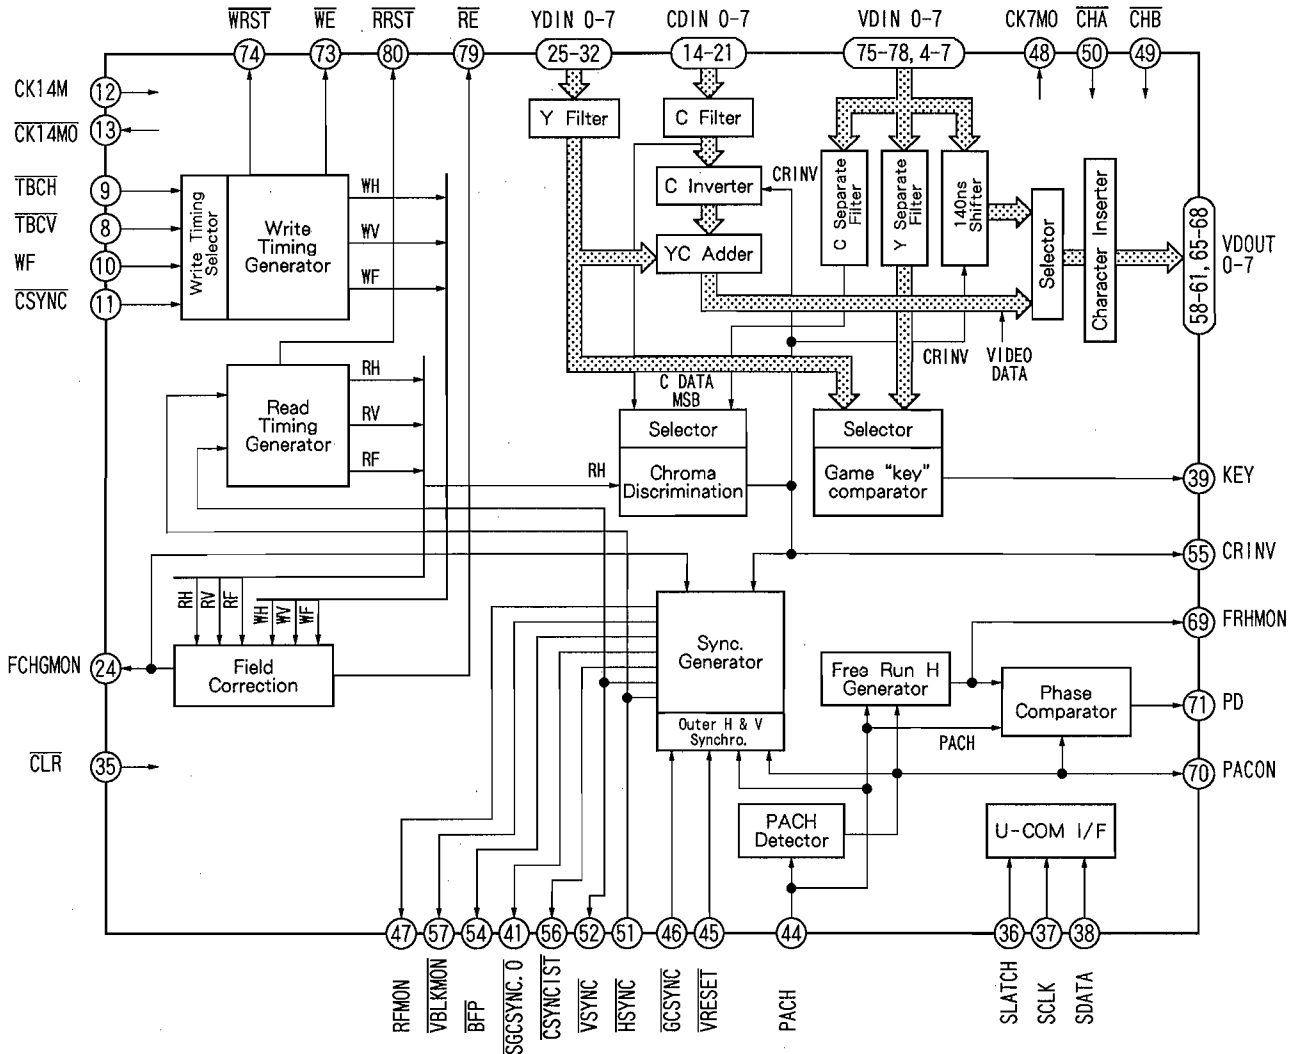 WRST WE RRST RE YDIN 0-7 CDIN 0-7 VDIN 0-7 CK7MO CHA CHB
74 73 80 79 25-32 14-21 75-78, 4-7 48 50 49
CK14M 12
CK14MO 13
TBCH 9
TBCV 8
WF 10
CSYNC 11
Write Timing Selector
Write
Timing
Generator
WH
WV
WF
Y Filter
C Filter
C Inverter
CRINV
YC Adder
C Separate
Filter
Y Separate
Filter
140ns
Shifter
Selector
Character Inserter
58-61, 65-68
VDOUT
0-7
CRINV
VIDEO
DATA
Read
Timing
Generator
RH
RV
RF
C DATA
MSB
Selector
Chroma
Discrimination
RH
Selector
Game "key"
comparator
39 KEY
55 CRINV
RH RV RF WH WV WF
FCHGMON 24
Field
Correction
CLR 35
Sync.
Generator
Outer H & V
Synchro.
Frea Run H
Generator
Phase
Comparator
PACH
69 FRHMON
71 PD
70 PACON
PACH
Detector
U-COM I/F
47 57 54 41 56 52 51 46 45 44 36 37 38
RFMON
VBLKMON
BFP
SGCSYNC.O
CSYNCIST
VSYNC
HSYNC
GCSYNC
VRESET
PACH
SLATCH
SCLK
SDATA